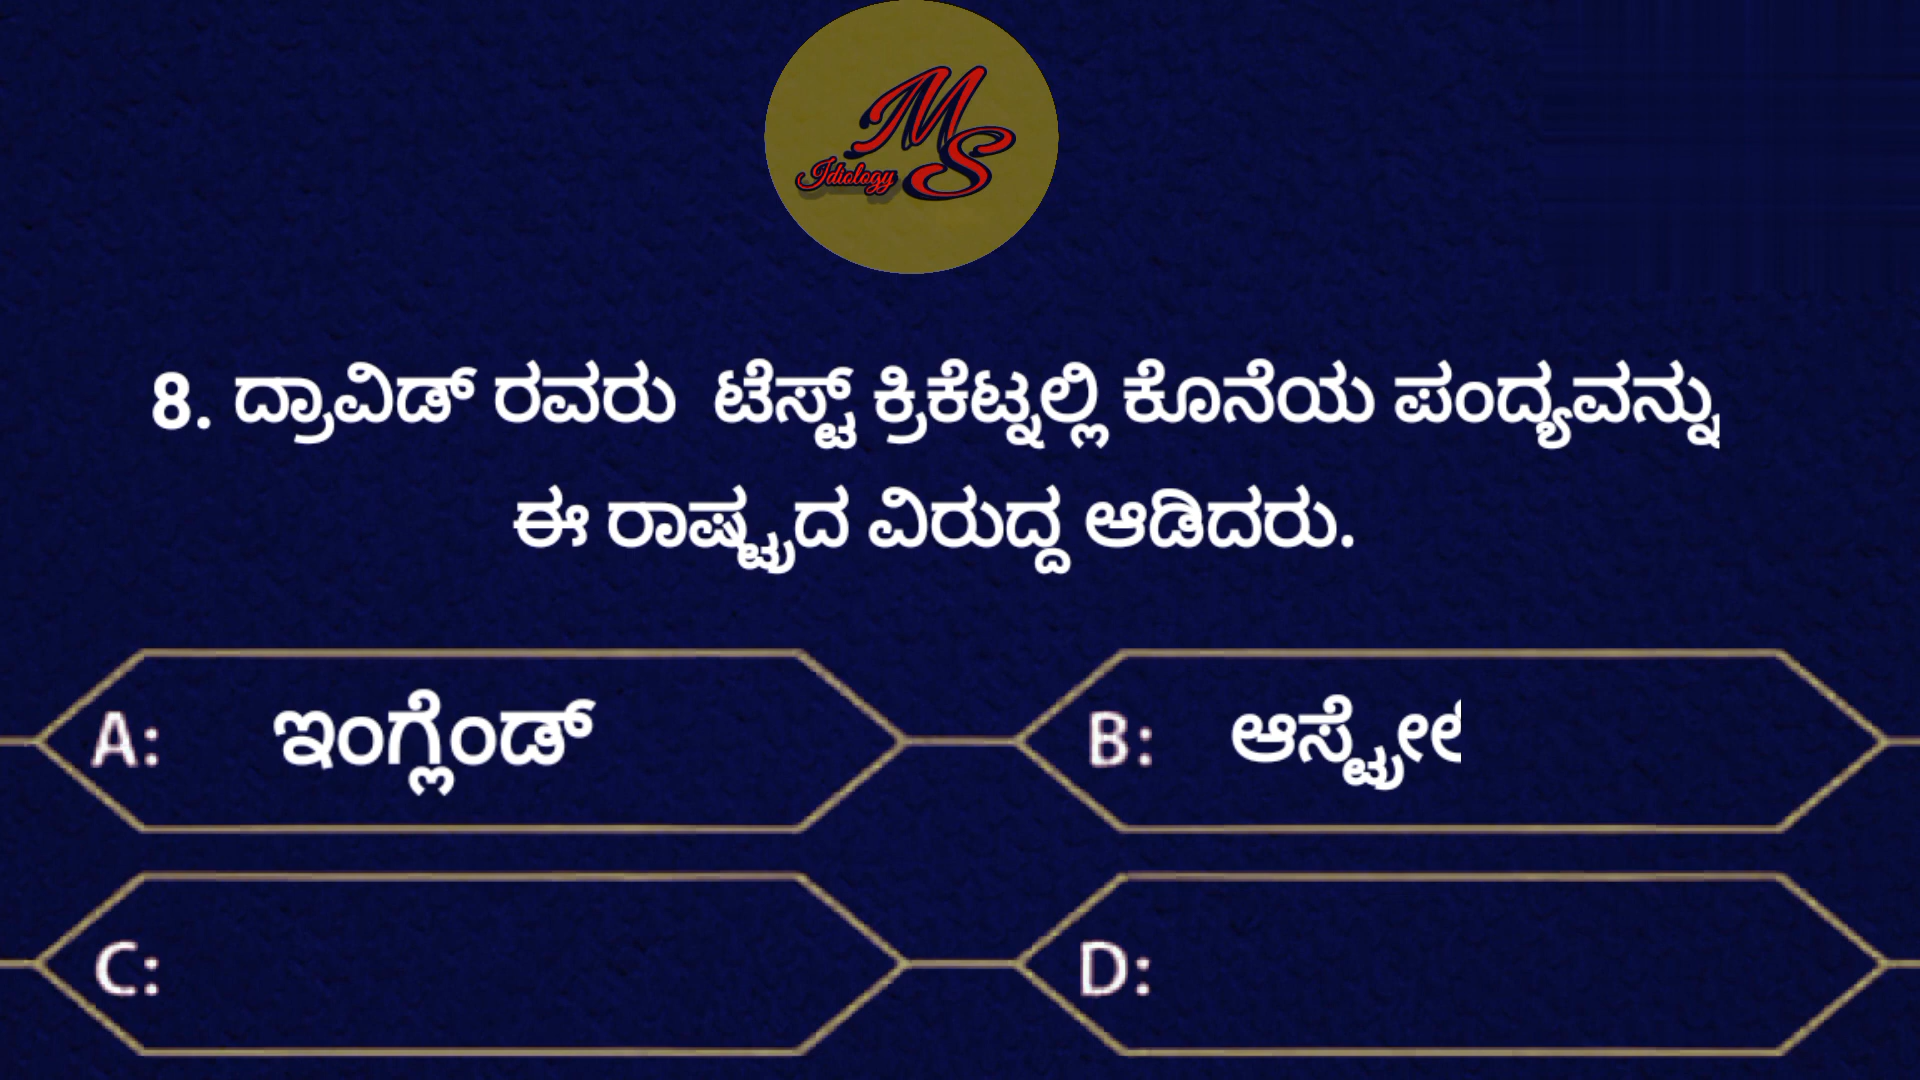 MS
Idiology
8. ದ್ರಾವಿಡ್ ರವರು ಟೆಸ್ಟ್ ಕ್ರಿಕೆಟ್ನಲ್ಲಿ ಕೊನೆಯ ಪಂದ್ಯವನ್ನು
ಈ ರಾಷ್ಟ್ರದ ವಿರುದ್ದ ಆಡಿದರು.
A: ಇಂಗ್ಲೆಂಡ್
B:
C:
D: